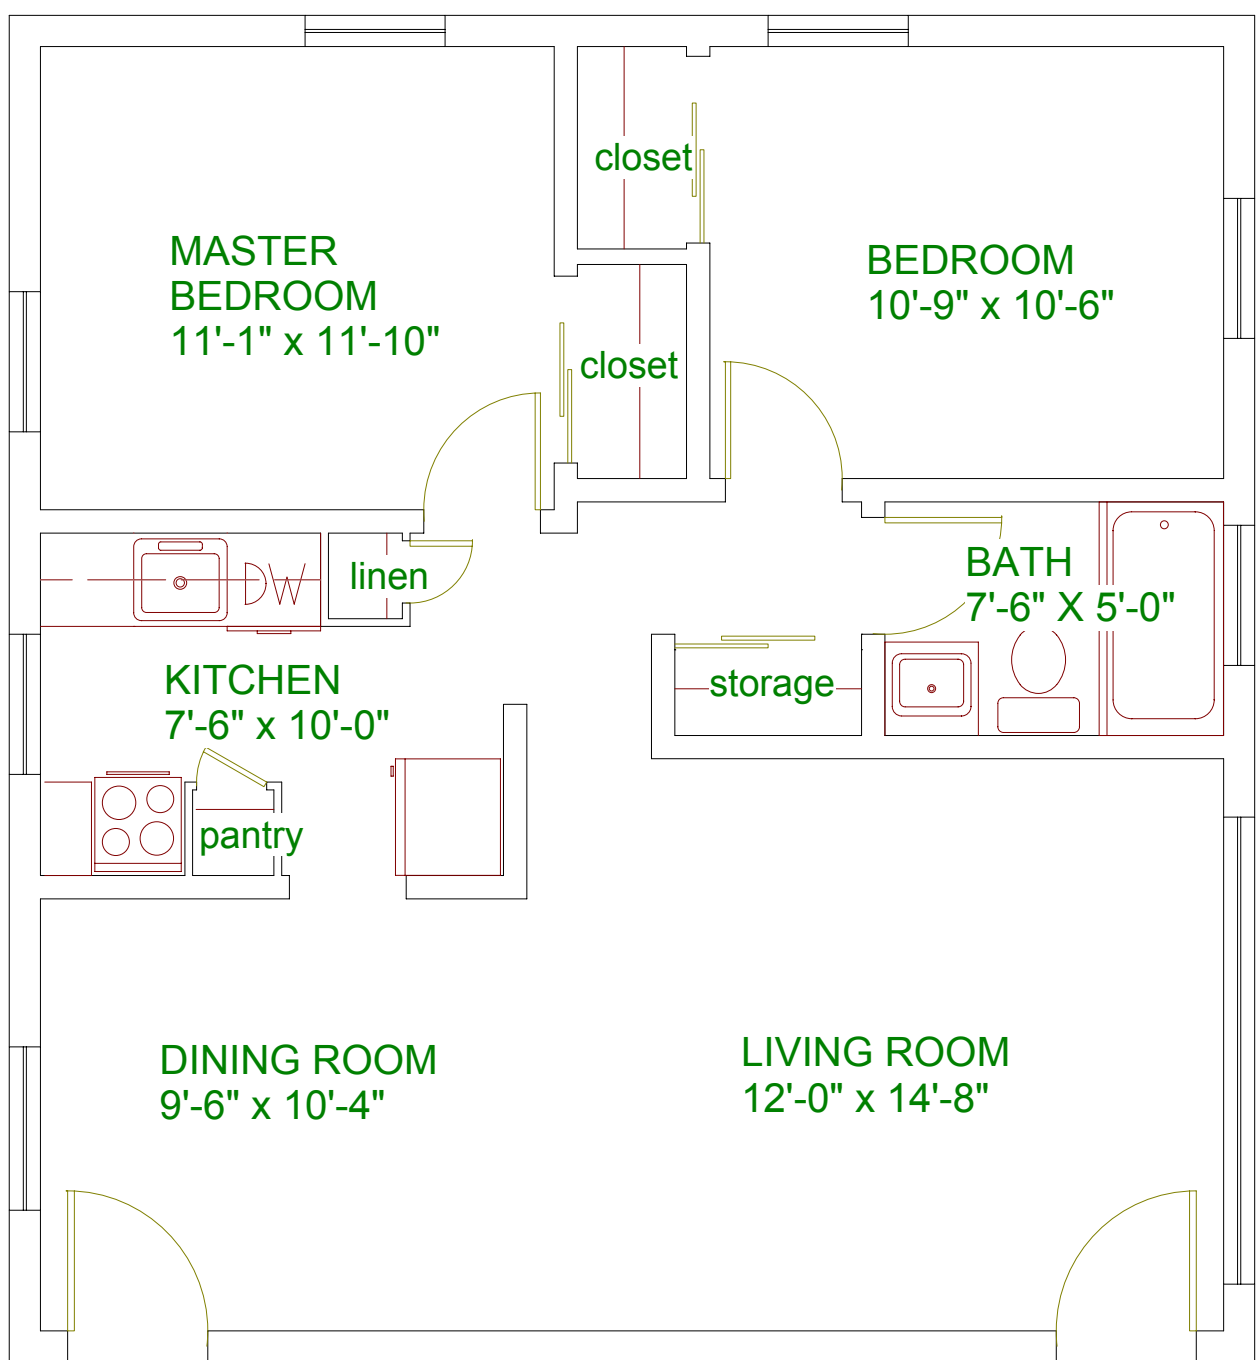 closet
MASTER
BEDROOM
11'-1" x 11'-10"
BEDROOM
10'-9" x 10'-6"
closet
linen
DW
BATH
7'-6" X 5'-0"
KITCHEN
7'-6" x 10'-0"
storage
pantry
DINING ROOM
9'-6" x 10'-4"
LIVING ROOM
12'-0" x 14'-8"